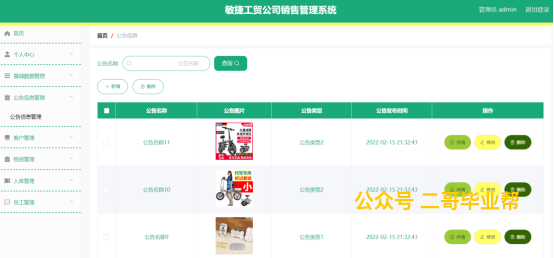 敏捷工贸公司销售管理系统
管理员 admin 退出登录
首页
首页 / 公告信息
个人中心
公告名称 公告名称 查询
基础数据管理
新增 删除
公告信息管理
公告名称 公告图片 公告类型 公告发布时间 操作
公告信息管理
客户管理
公告名称11 公告类型2 2022-02-15 21:32:43 详情 修改 删除
物资管理
入库管理
公告名称10 公告类型2 2022-02-15 21:32:43 详情 修改 删除
员工管理
公众号 二哥毕业帮
公告名称9 公告类型1 2022-02-15 21:32:43 详情 修改 删除